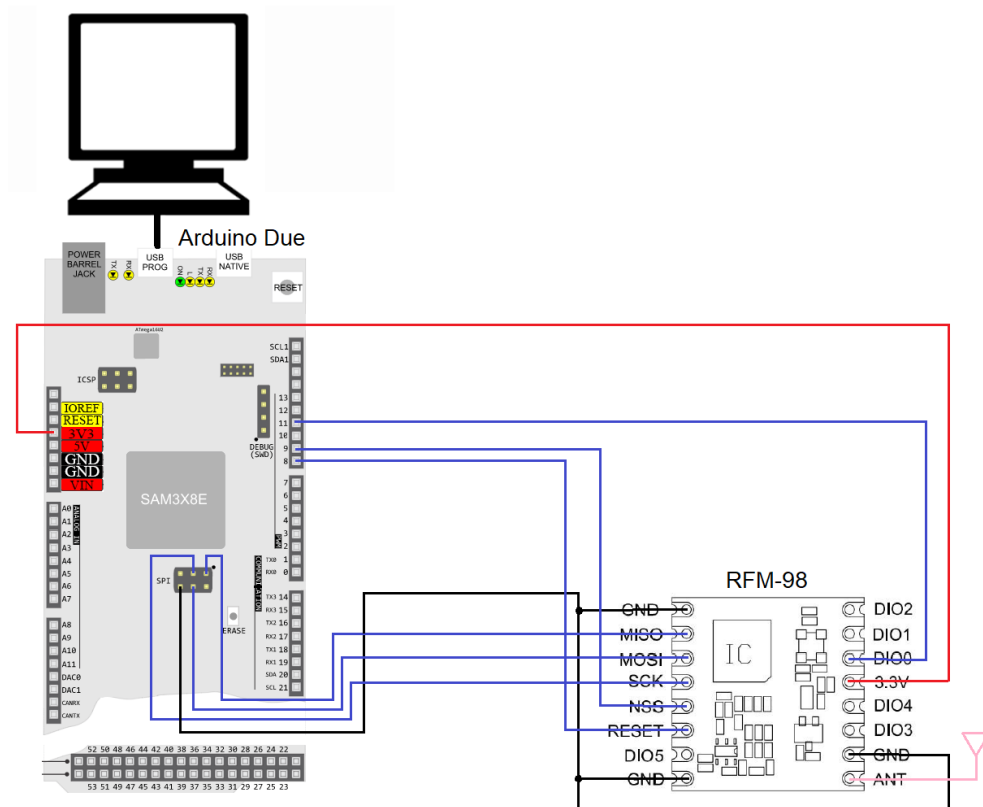 Arduino Due
POWER
BARREL
JACK
TX
RX
USB
PROG
ON
L
TX
RX
USB
NATIVE
RESET
ATmega16U2
ICSP
IOREF
RESET
3V3
5V
GND
GND
VIN
SCL1
SDA1
13
12
11
10
9
8
DEBUG
(SWD)
SAM3X8E
7
6
5
4
3
2
PWM
TX0 1
RX0 0
COMMUNICATION
A0
A1
A2
A3
A4
A5
A6
A7
ANALOG IN
SPI
ERASE
TX3 14
RX3 15
TX2 16
RX2 17
TX1 18
RX1 19
SDA 20
SCL 21
A8
A9
A10
A11
DAC0
DAC1
CANRX
CANTX
52 50 48 46 44 42 40 38 36 34 32 30 28 26 24 22
53 51 49 47 45 43 41 39 37 35 33 31 29 27 25 23
RFM-98
GND
MISO
MOSI
SCK
NSS
RESET
DIO5
GND
IC
DIO2
DIO1
DIO0
3.3V
DIO4
DIO3
GND
ANT